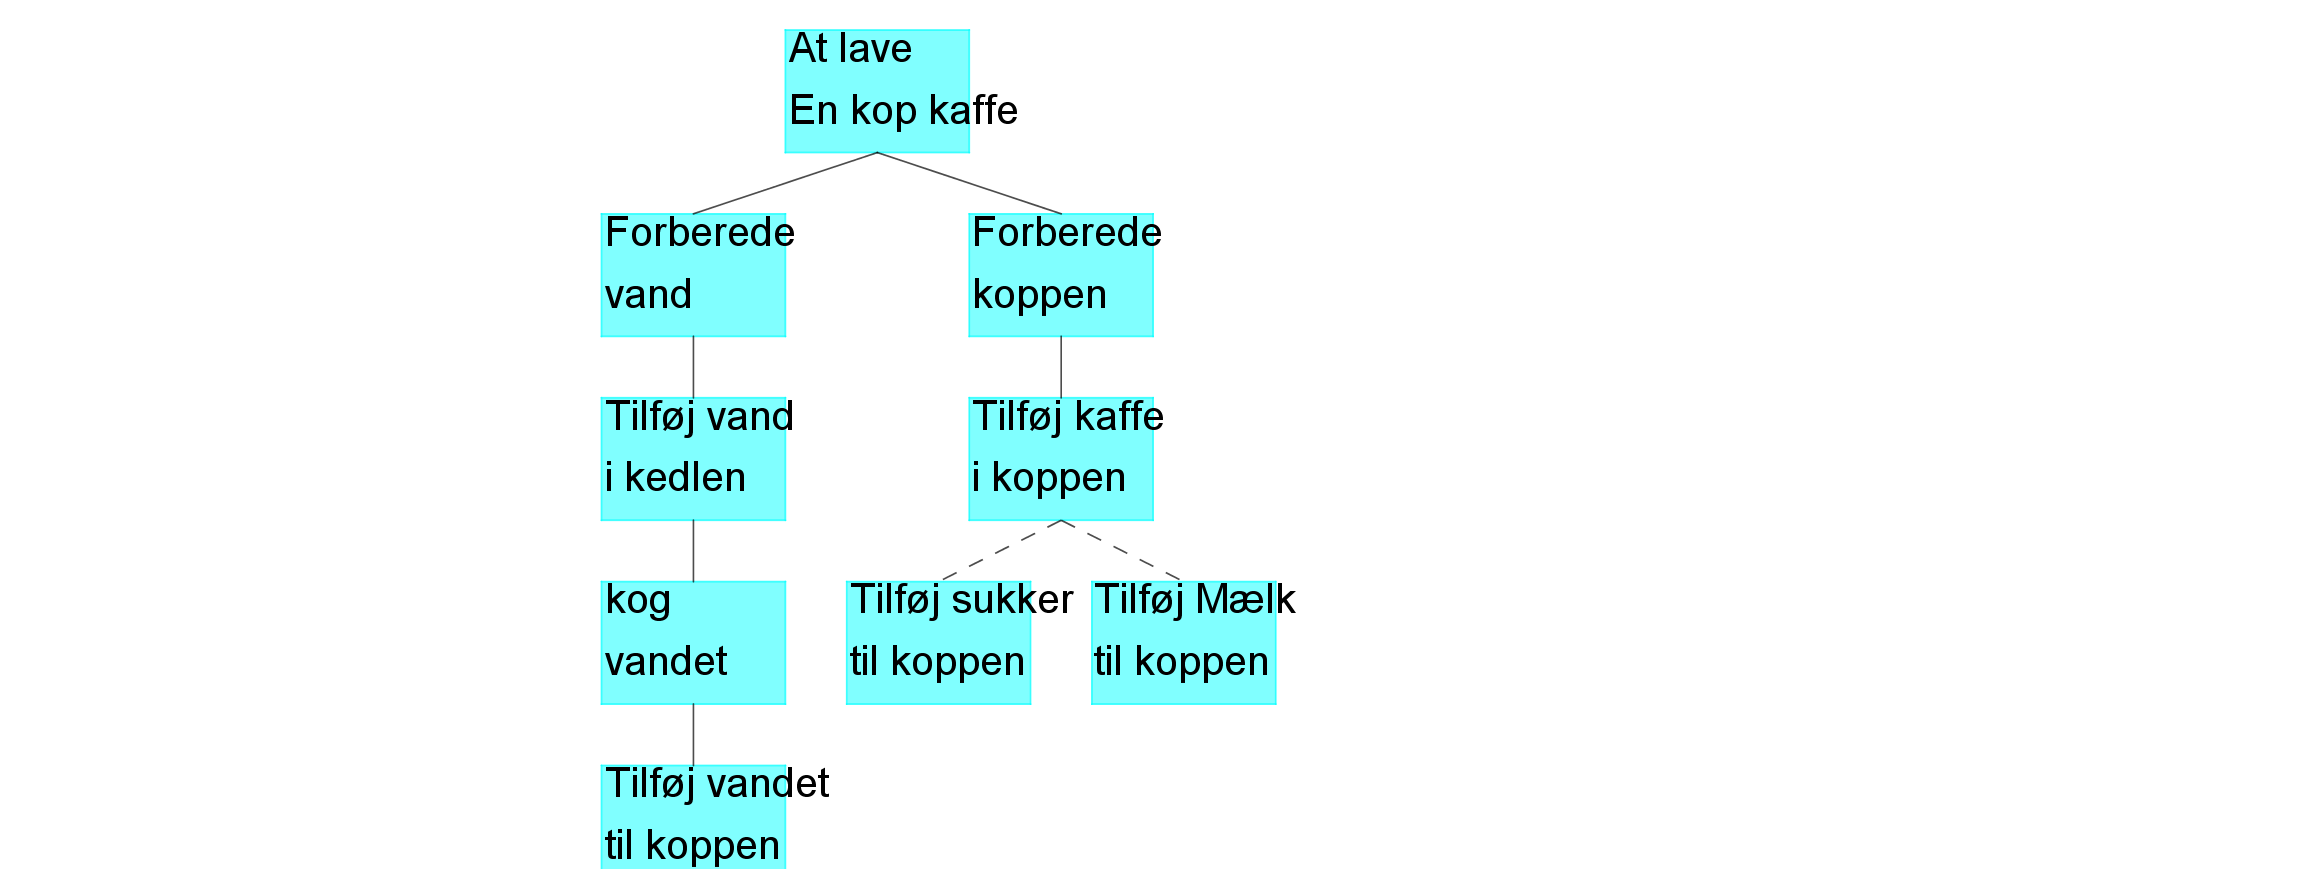 At lave
En kop kaffe
Forberede
vand
Forberede
koppen
Tilføj vand
i kedlen
Tilføj kaffe
i koppen
kog
vandet
Tilføj sukker
til koppen
Tilføj Mælk
til koppen
Tilføj vandet
til koppen